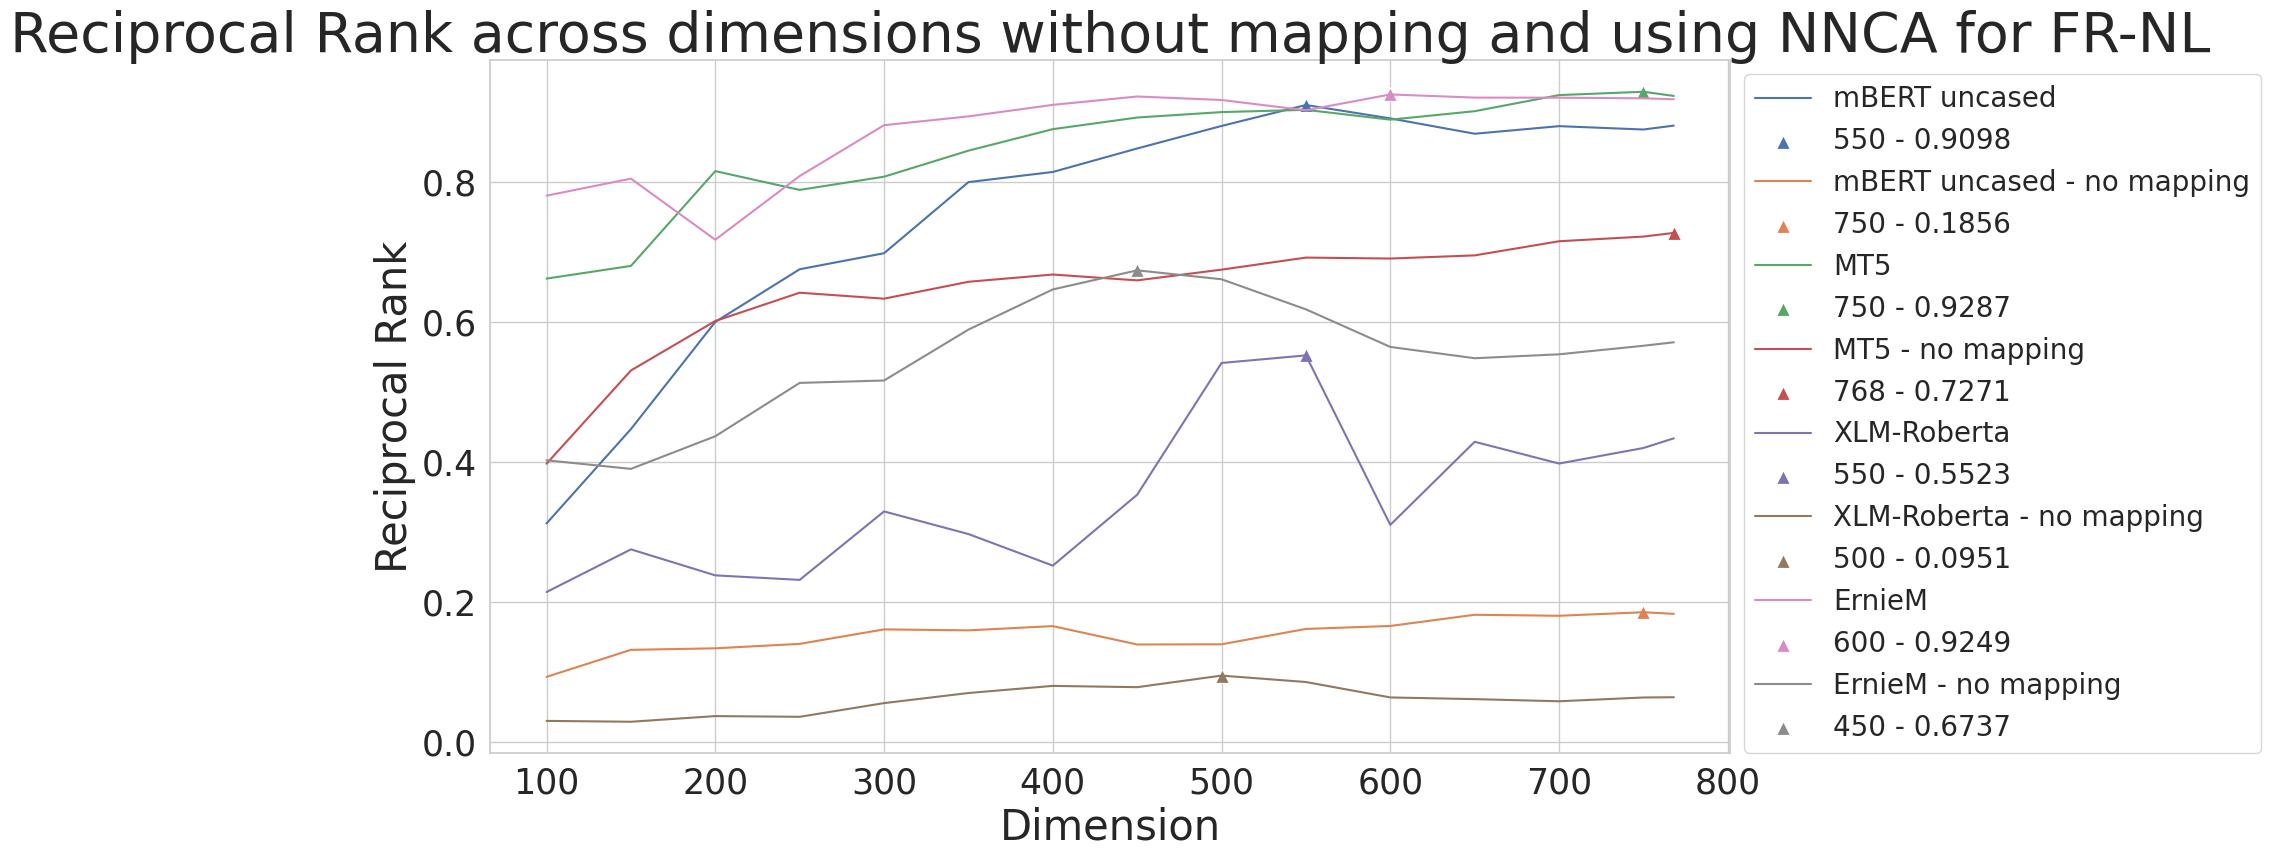 Reciprocal Rank across dimensions without mapping and using NNCA for FR-NL
Reciprocal Rank
0.8
0.6
0.4
0.2
0.0
100 200 300 400 500 600 700 800
Dimension
mBERT uncased
550 - 0.9098
mBERT uncased - no mapping
750 - 0.1856
MT5
750 - 0.9287
MT5 - no mapping
768 - 0.7271
XLM-Roberta
550 - 0.5523
XLM-Roberta - no mapping
500 - 0.0951
ErnieM
600 - 0.9249
ErnieM - no mapping
450 - 0.6737